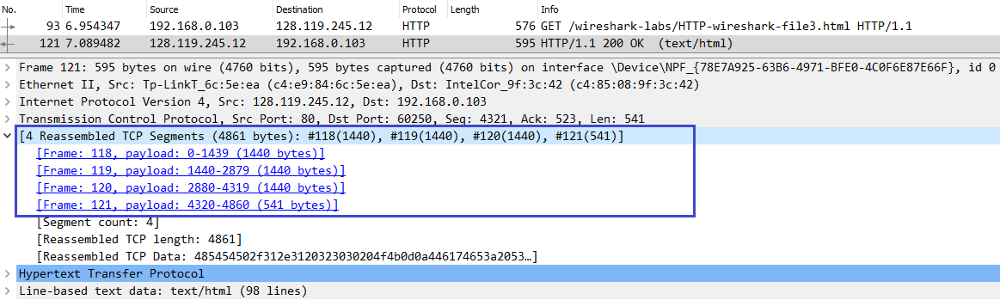 No. Time Source Destination Protocol Length Info
93 6.954347 192.168.0.103 128.119.245.12 HTTP 576 GET /wireshark-labs/HTTP-wireshark-file3.html HTTP/1.1
121 7.089482 128.119.245.12 192.168.0.103 HTTP 595 HTTP/1.1 200 OK (text/html)
Frame 121: 595 bytes on wire (4760 bits), 595 bytes captured (4760 bits) on interface \Device\NPF_{78E7A925-63B6-4971-BFE0-4C0F6E87E66F}, id 0
Ethernet II, Src: Tp-LinkT_6c:5e:ea (c4:e9:84:6c:5e:ea), Dst: IntelCor_9f:3c:42 (c4:85:08:9f:3c:42)
Internet Protocol Version 4, Src: 128.119.245.12, Dst: 192.168.0.103
Transmission Control Protocol, Src Port: 80, Dst Port: 60250, Seq: 4321, Ack: 523, Len: 541
[4 Reassembled TCP Segments (4861 bytes): #118(1440), #119(1440), #120(1440), #121(541)]
[Frame: 118, payload: 0-1439 (1440 bytes)]
[Frame: 119, payload: 1440-2879 (1440 bytes)]
[Frame: 120, payload: 2880-4319 (1440 bytes)]
[Frame: 121, payload: 4320-4860 (541 bytes)]
[Segment count: 4]
[Reassembled TCP length: 4861]
[Reassembled TCP Data: 485454502f312e3120323030204f4b0d0a446174653a2053…]
Hypertext Transfer Protocol
Line-based text data: text/html (98 lines)